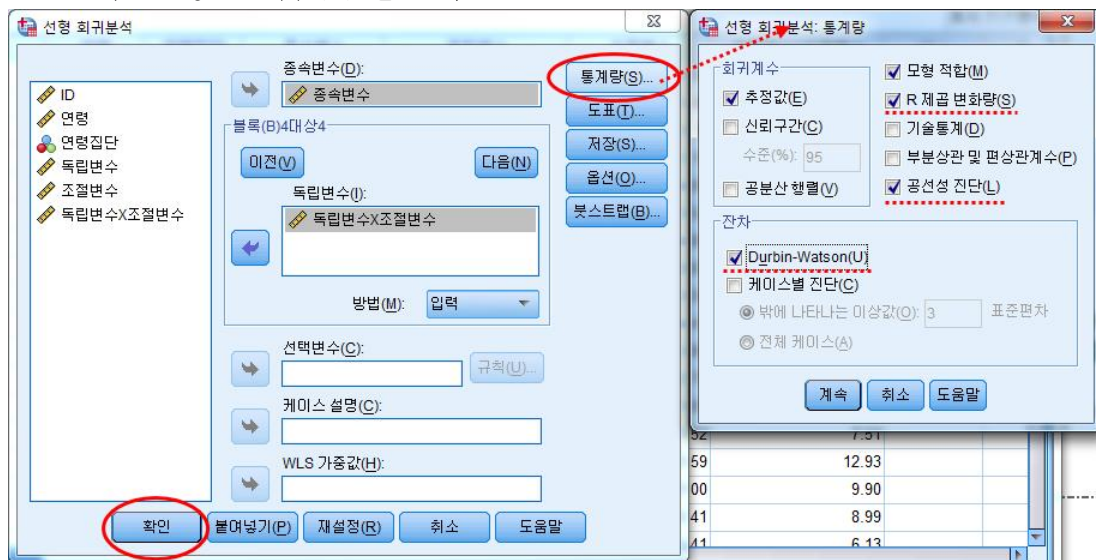 선형 회귀분석
ID
연령
연령집단
독립변수
조절변수
독립변수X조절변수
종속변수(D):
종속변수
블록(B)4대상4
이전(V)
다음(N)
독립변수(I):
독립변수X조절변수
방법(M):
입력
선택변수(C):
규칙(U)...
케이스 설명(C):
WLS 가중값(H):
통계량(S)...
도표(T)...
저장(S)...
옵션(O)...
붓스트랩(B)...
확인
붙여넣기(P)
재설정(R)
취소
도움말
선형 회귀분석: 통계량
회귀계수
추정값(E)
신뢰구간(C)
수준(%): 95
공분산 행렬(V)
모형 적합(M)
R 제곱 변화량(S)
기술통계(D)
부분상관 및 편상관계수(P)
공선성 진단(L)
잔차
Durbin-Watson(U)
케이스별 진단(C)
밖에 나타나는 이상값(O): 3 표준편차
전체 케이스(A)
계속
취소
도움말
52 7.51
59 12.93
00 9.90
41 8.99
41 6.13